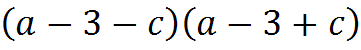 (a − 3 − c)(a − 3 + c)